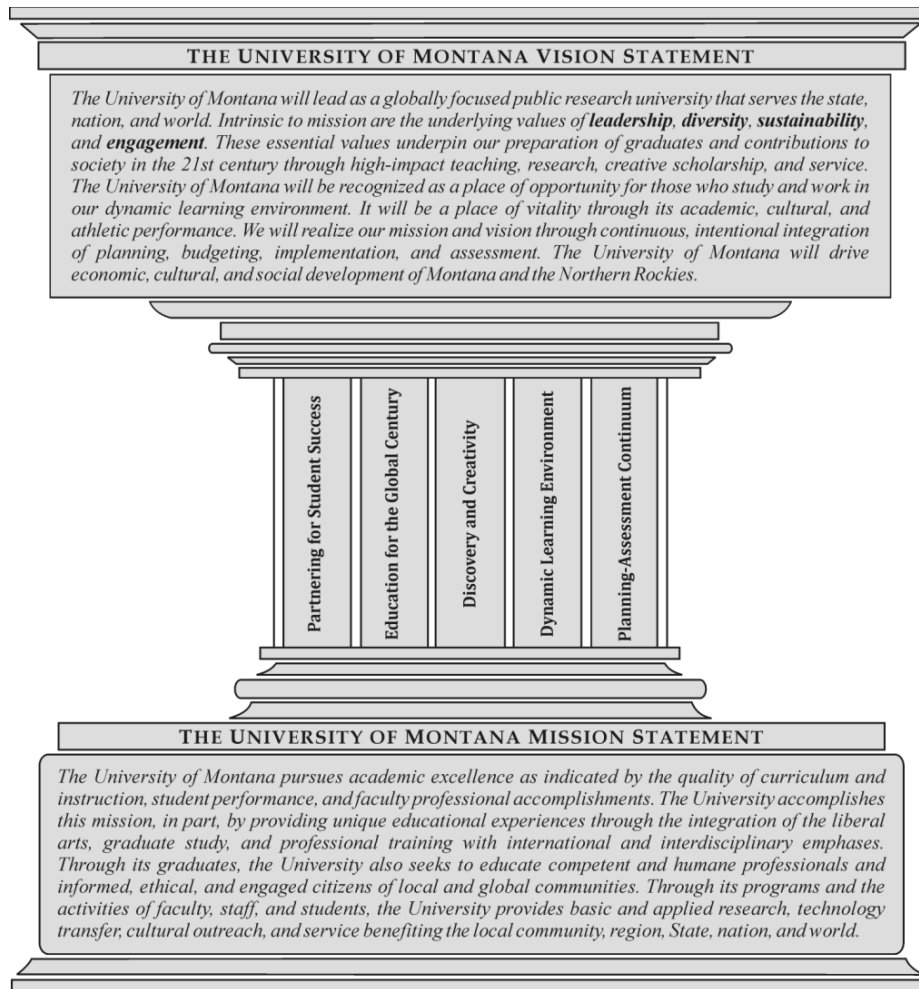 THE UNIVERSITY OF MONTANA VISION STATEMENT
The University of Montana will lead as a globally focused public research university that serves the state,
nation, and world. Intrinsic to mission are the underlying values of leadership, diversity, sustainability,
and engagement. These essential values underpin our preparation of graduates and contributions to
society in the 21st century through high-impact teaching, research, creative scholarship, and service.
The University of Montana will be recognized as a place of opportunity for those who study and work in
our dynamic learning environment. It will be a place of vitality through its academic, cultural, and
athletic performance. We will realize our mission and vision through continuous, intentional integration
of planning, budgeting, implementation, and assessment. The University of Montana will drive
economic, cultural, and social development of Montana and the Northern Rockies.
Partnering for Student Success
Education for the Global Century
Discovery and Creativity
Dynamic Learning Environment
Planning-Assessment Continuum
THE UNIVERSITY OF MONTANA MISSION STATEMENT
The University of Montana pursues academic excellence as indicated by the quality of curriculum and
instruction, student performance, and faculty professional accomplishments. The University accomplishes
this mission, in part, by providing unique educational experiences through the integration of the liberal
arts, graduate study, and professional training with international and interdisciplinary emphases.
Through its graduates, the University also seeks to educate competent and humane professionals and
informed, ethical, and engaged citizens of local and global communities. Through its programs and the
activities of faculty, staff, and students, the University provides basic and applied research, technology
transfer, cultural outreach, and service benefiting the local community, region, State, nation, and world.